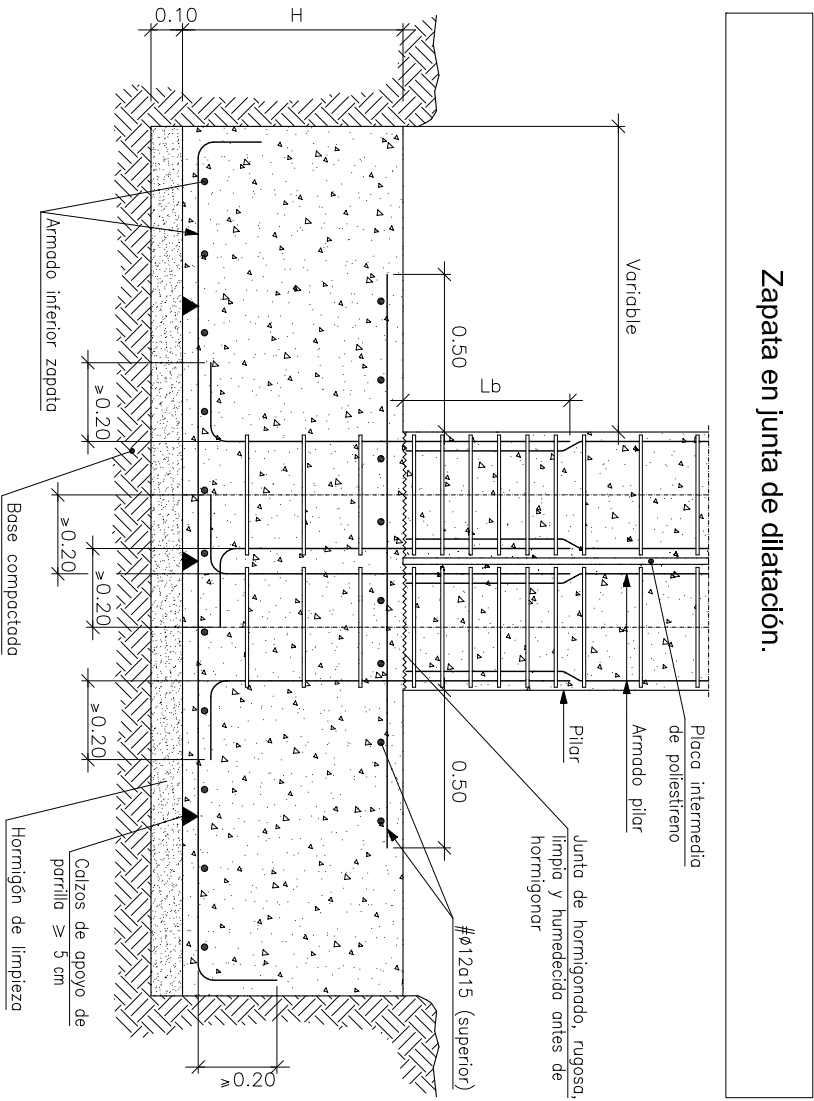 Zapata en junta de dilatación.
0.10
H
Variable
0.50
Lb
0.50
Placa intermedia
de poliestireno
Armado pilar
Pilar
Junta de hormigonado, rugosa,
limpia y humedecida antes de
hormigonar
#ø12a15 (superior)
Armado inferior zapata
≥0.20
≥0.20
≥0.20
≥0.20
≥0.20
Base compactada
Calzos de apoyo de
parrilla ≥ 5 cm
Hormigón de limpieza